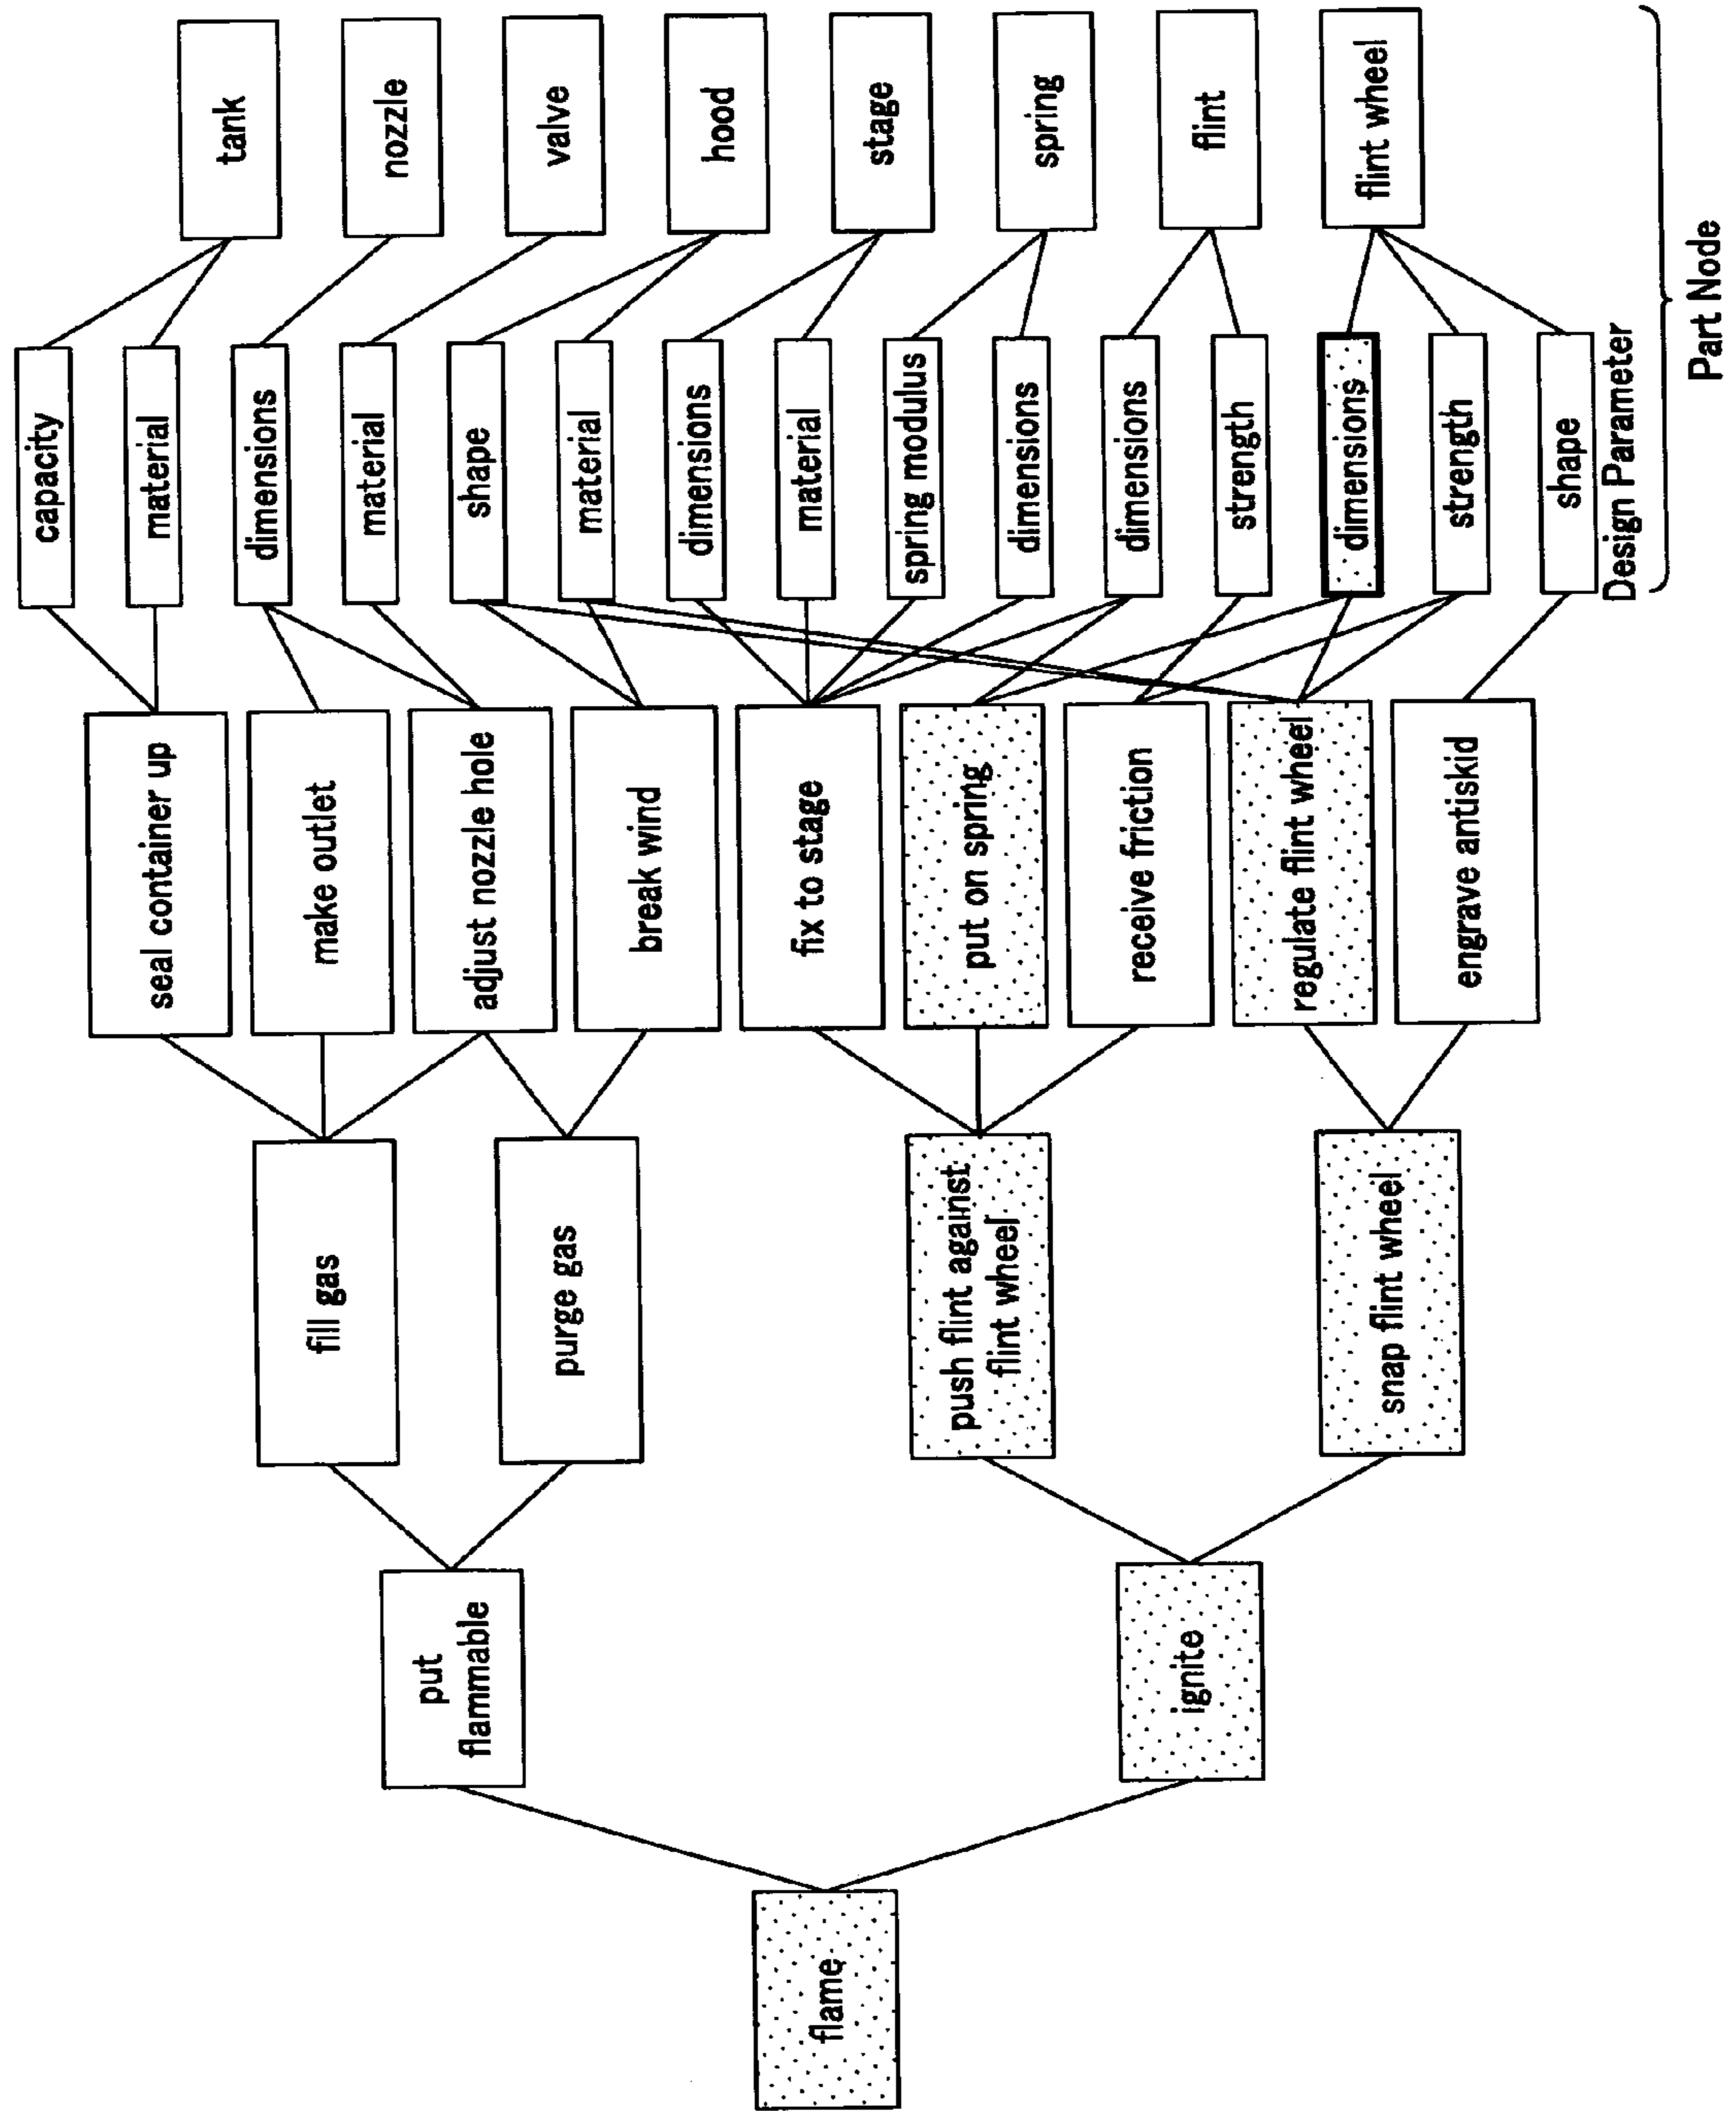 flame
put
flammable
ignite
fill gas
purge gas
push flint against
flint wheel
snap flint wheel
seal container up
make outlet
adjust nozzle hole
break wind
fix to stage
put on spring
receive friction
regulate flint wheel
engrave antiskid
capacity
material
dimensions
material
shape
material
dimensions
material
spring modulus
dimensions
dimensions
strength
dimensions
strength
shape
Design Parameter
tank
nozzle
valve
hood
stage
spring
flint
flint wheel
Part Node